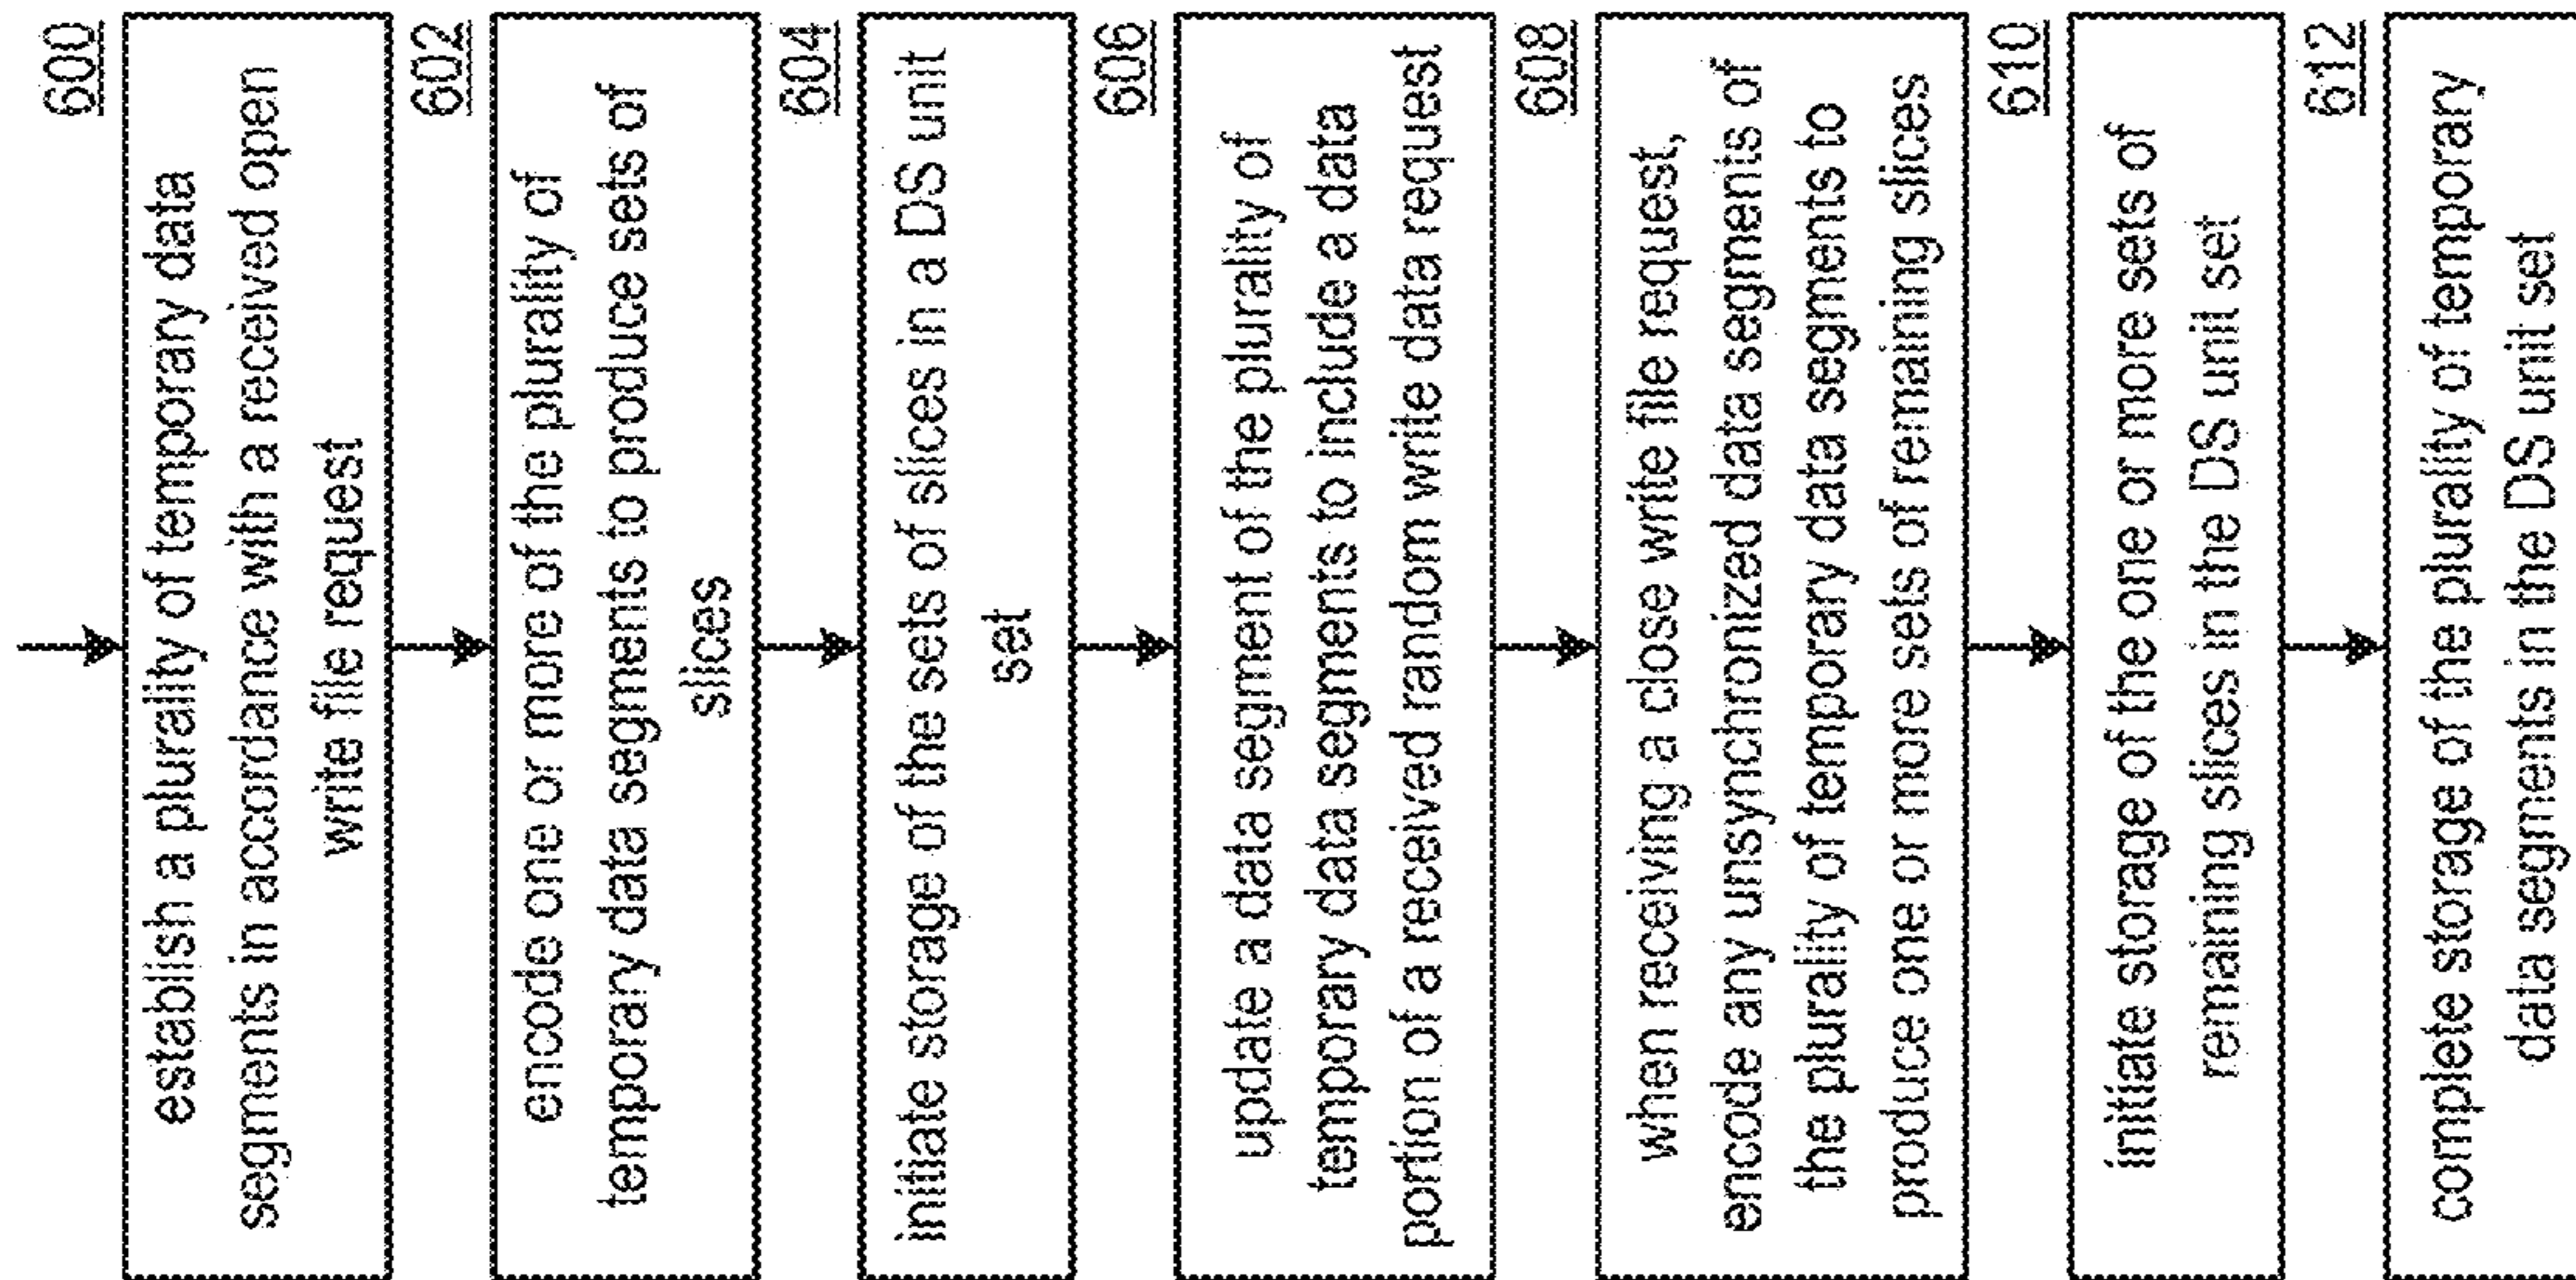 600
establish a plurality of temporary data
segments in accordance with a received open
write file request
602
encode one or more of the plurality of
temporary data segments to produce sets of
slices
604
initiate storage of the sets of slices in a DS unit
set
606
update a data segment of the plurality of
temporary data segments to include a data
portion of a received random write data request
608
when receiving a close write file request,
encode any unsynchronized data segments of
the plurality of temporary data segments to
produce one or more sets of remaining slices
610
initiate storage of the one or more sets of
remaining slices in the DS unit set
612
complete storage of the plurality of temporary
data segments in the DS unit set